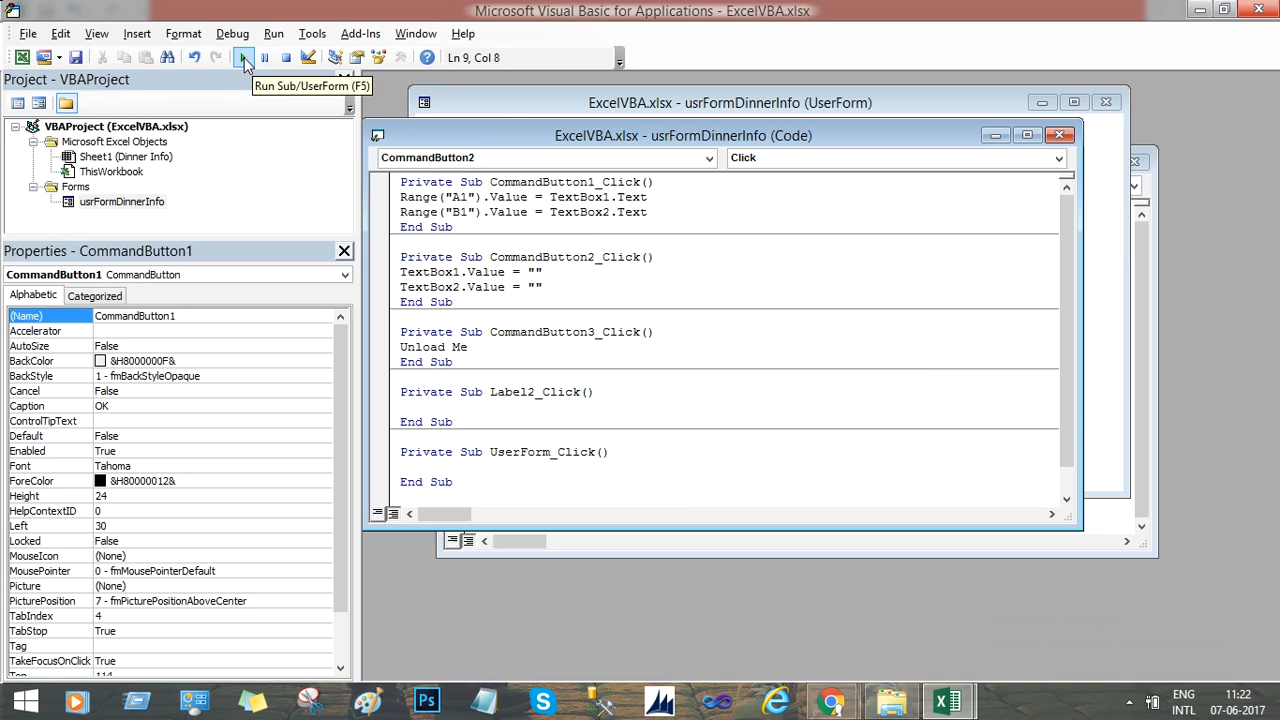 Microsoft Visual Basic for Applications - ExcelVBA.xlsx
File Edit View Insert Format Debug Run Tools Add-Ins Window Help
Ln 9, Col 8
Project - VBAProject
Run Sub/UserForm (F5)
VBAProject (ExcelVBA.xlsx)
Microsoft Excel Objects
Sheet1 (Dinner Info)
ThisWorkbook
Forms
usrFormDinnerInfo
Properties - CommandButton1
CommandButton1 CommandButton
Alphabetic Categorized
(Name) CommandButton1
Accelerator
AutoSize False
BackColor &H8000000F&
BackStyle 1 - fmBackStyleOpaque
Cancel False
Caption OK
ControlTipText
Default False
Enabled True
Font Tahoma
ForeColor &H80000012&
Height 24
HelpContextID 0
Left 30
Locked False
MouseIcon (None)
MousePointer 0 - fmMousePointerDefault
Picture (None)
PicturePosition 7 - fmPicturePositionAboveCenter
TabIndex 4
TabStop True
Tag
TakeFocusOnClick True
ExcelVBA.xlsx - usrFormDinnerInfo (UserForm)
ExcelVBA.xlsx - usrFormDinnerInfo (Code)
CommandButton2 Click
Private Sub CommandButton1_Click()
Range("A1").Value = TextBox1.Text
Range("B1").Value = TextBox2.Text
End Sub
Private Sub CommandButton2_Click()
TextBox1.Value = ""
TextBox2.Value = ""
End Sub
Private Sub CommandButton3_Click()
Unload Me
End Sub
Private Sub Label2_Click()
End Sub
Private Sub UserForm_Click()
End Sub
Ps
ENG 11:22
INTL 07-06-2017